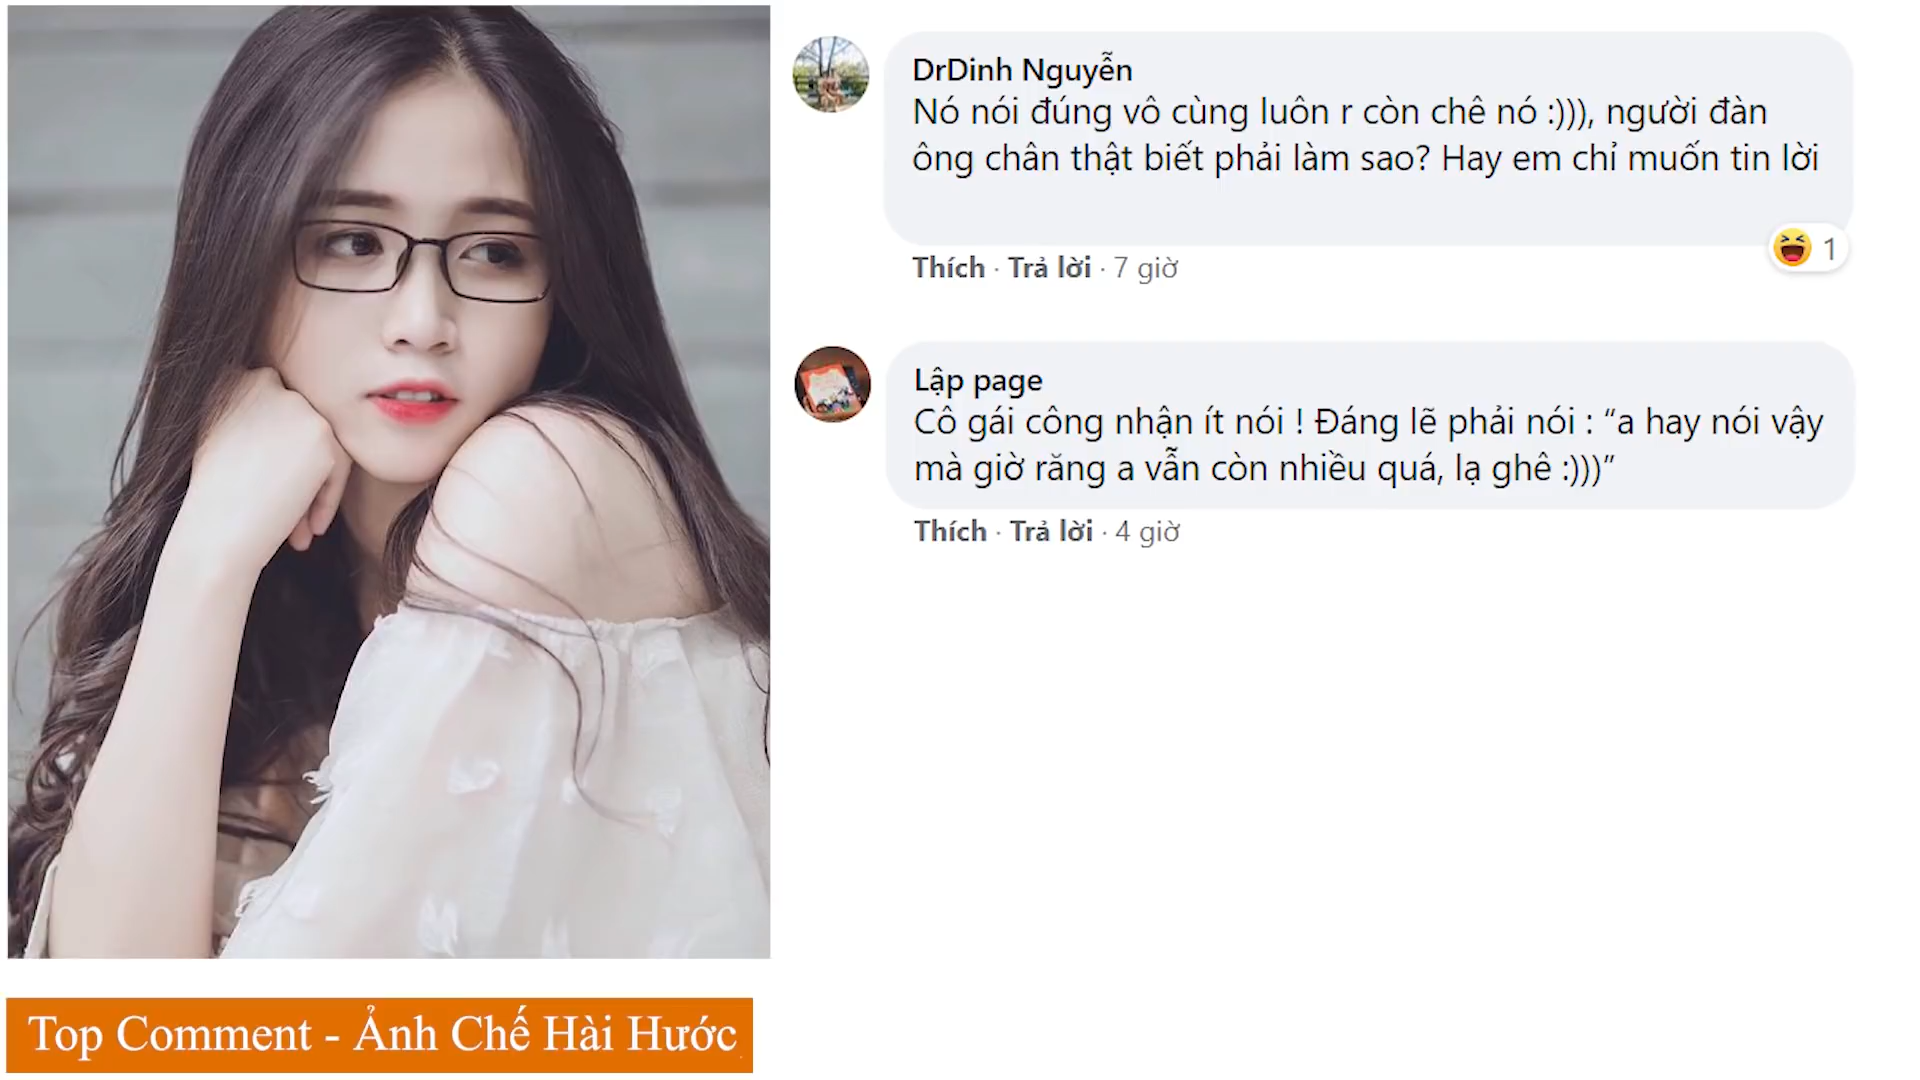 DrDinh Nguyễn
Nó nói đúng vô cùng luôn r còn chê nó :))), người đàn
ông chân thật biết phải làm sao? Hay em chỉ muốn tin lời
1
Thích · Trả lời · 7 giờ
Lập page
Cô gái công nhận ít nói ! Đáng lẽ phải nói : “a hay nói vậy
mà giờ răng a vẫn còn nhiều quá, lạ ghê :)))”
Thích · Trả lời · 4 giờ
Top Comment - Ảnh Chế Hài Hước